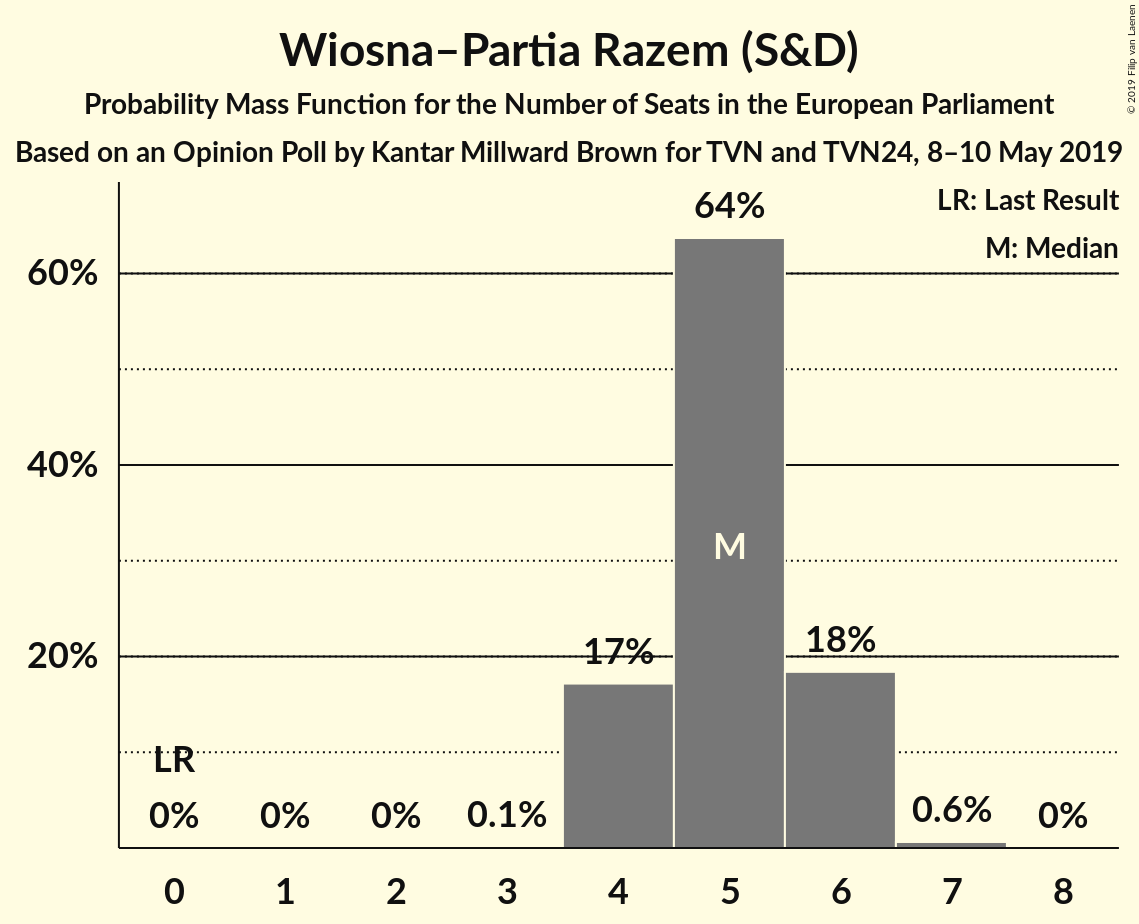 Wiosna–Partia Razem (S&D)
Probability Mass Function for the Number of Seats in the European Parliament
Based on an Opinion Poll by Kantar Millward Brown for TVN and TVN24, 8–10 May 2019
© 2019 Filip van Laenen
LR: Last Result
M: Median
64%
60%
40%
M
20%
17%
18%
LR
0%
0%
0%
0.1%
0.6%
0%
0 1 2 3 4 5 6 7 8